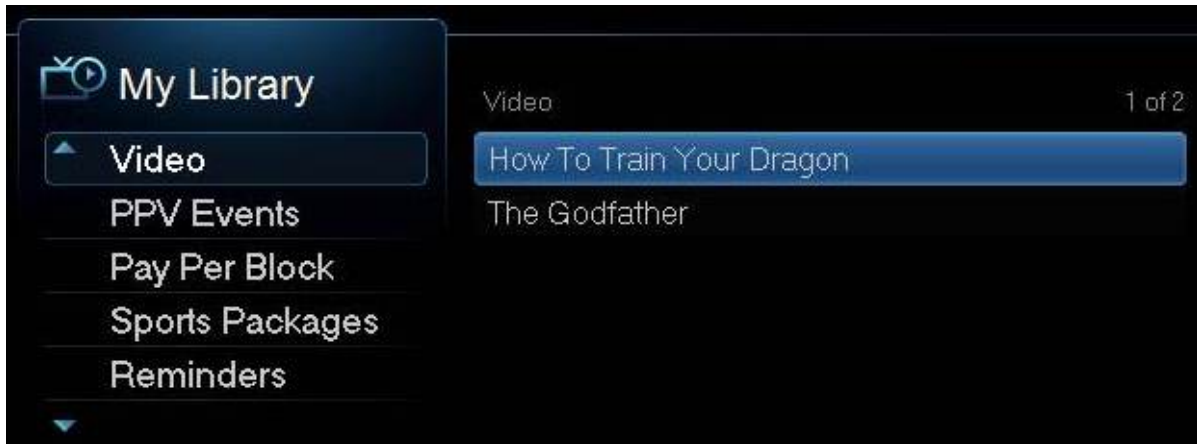 My Library
Video
PPV Events
Pay Per Block
Sports Packages
Reminders
Video 1 of 2
How To Train Your Dragon
The Godfather